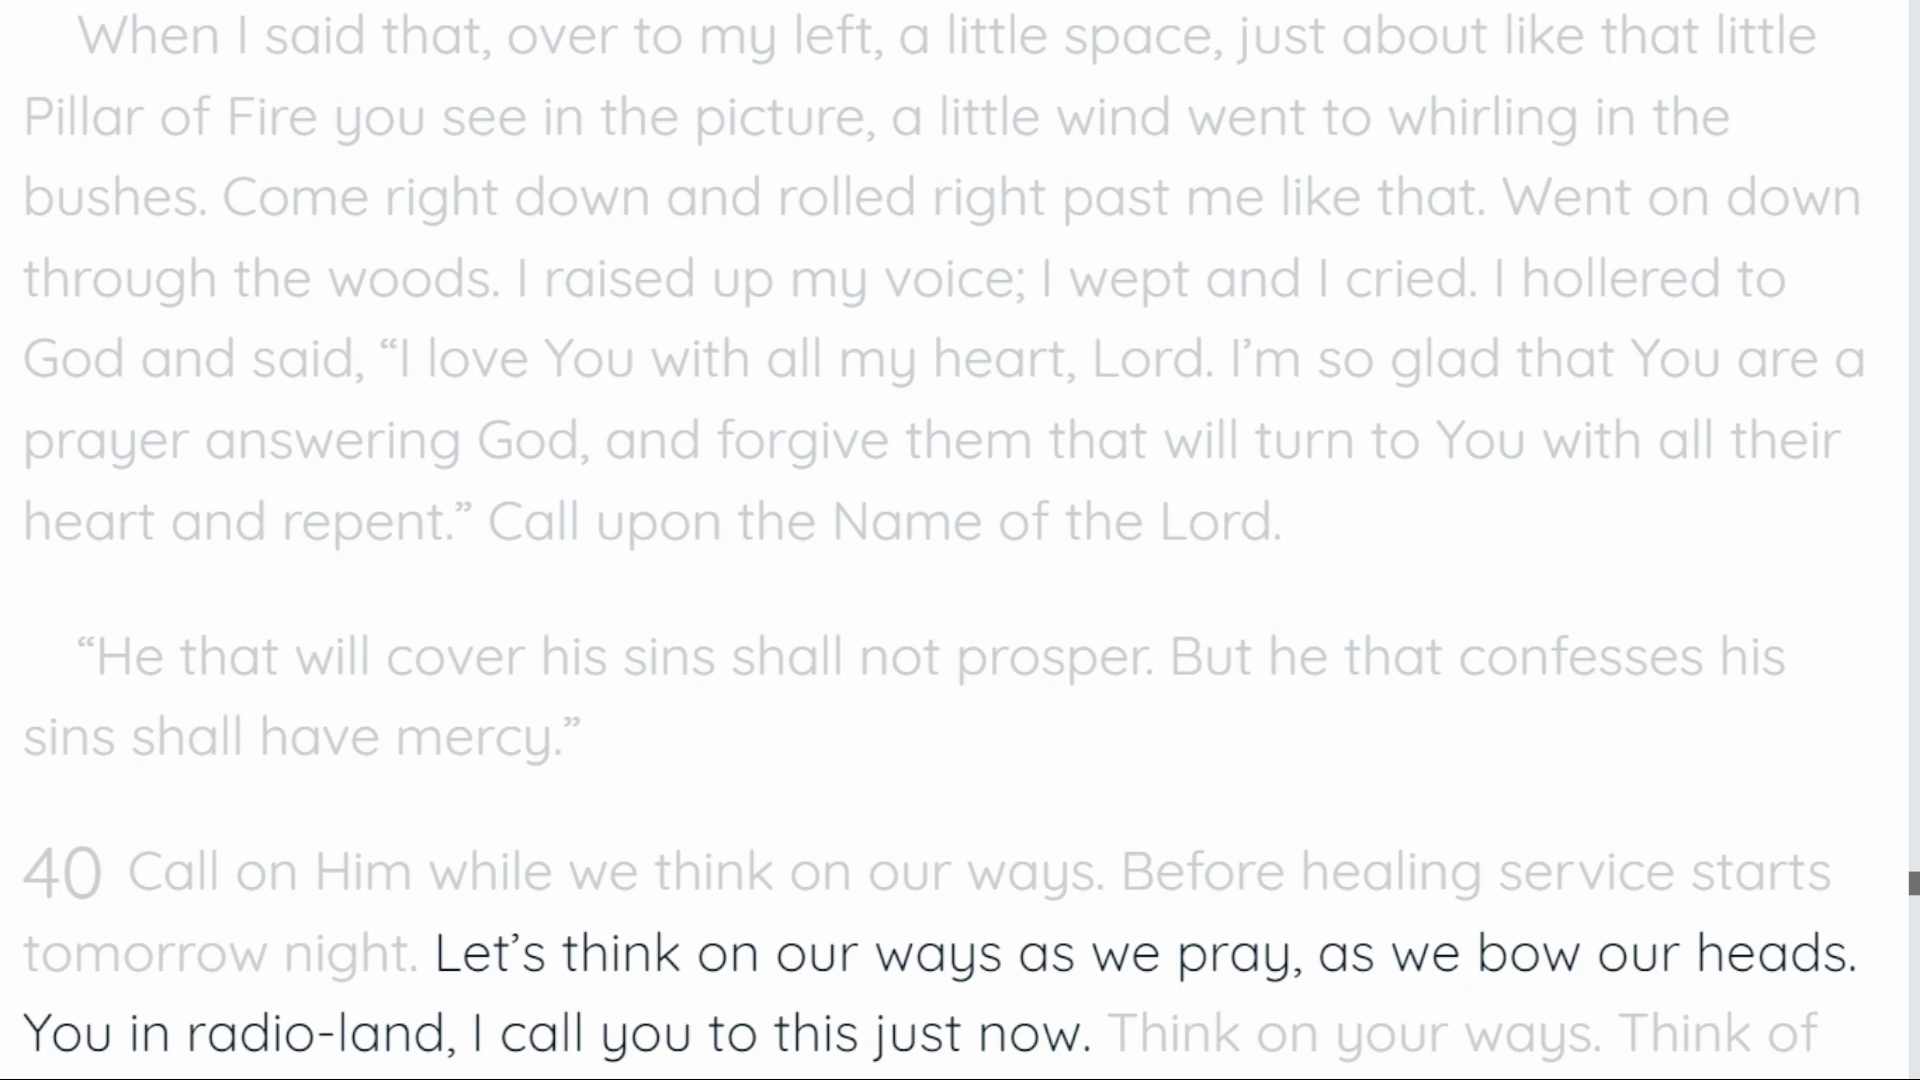 When I said that, over to my left, a little space, just about like that little
Pillar of Fire you see in the picture, a little wind went to whirling in the
bushes. Come right down and rolled right past me like that. Went on down
through the woods. I raised up my voice; I wept and I cried. I hollered to
God and said, “I love You with all my heart, Lord. I’m so glad that You are a
prayer answering God, and forgive them that will turn to You with all their
heart and repent.” Call upon the Name of the Lord.
“He that will cover his sins shall not prosper. But he that confesses his
sins shall have mercy.”
40 Call on Him while we think on our ways. Before healing service starts
tomorrow night. Let’s think on our ways as we pray, as we bow our heads.
You in radio-land, I call you to this just now. Think on your ways. Think of